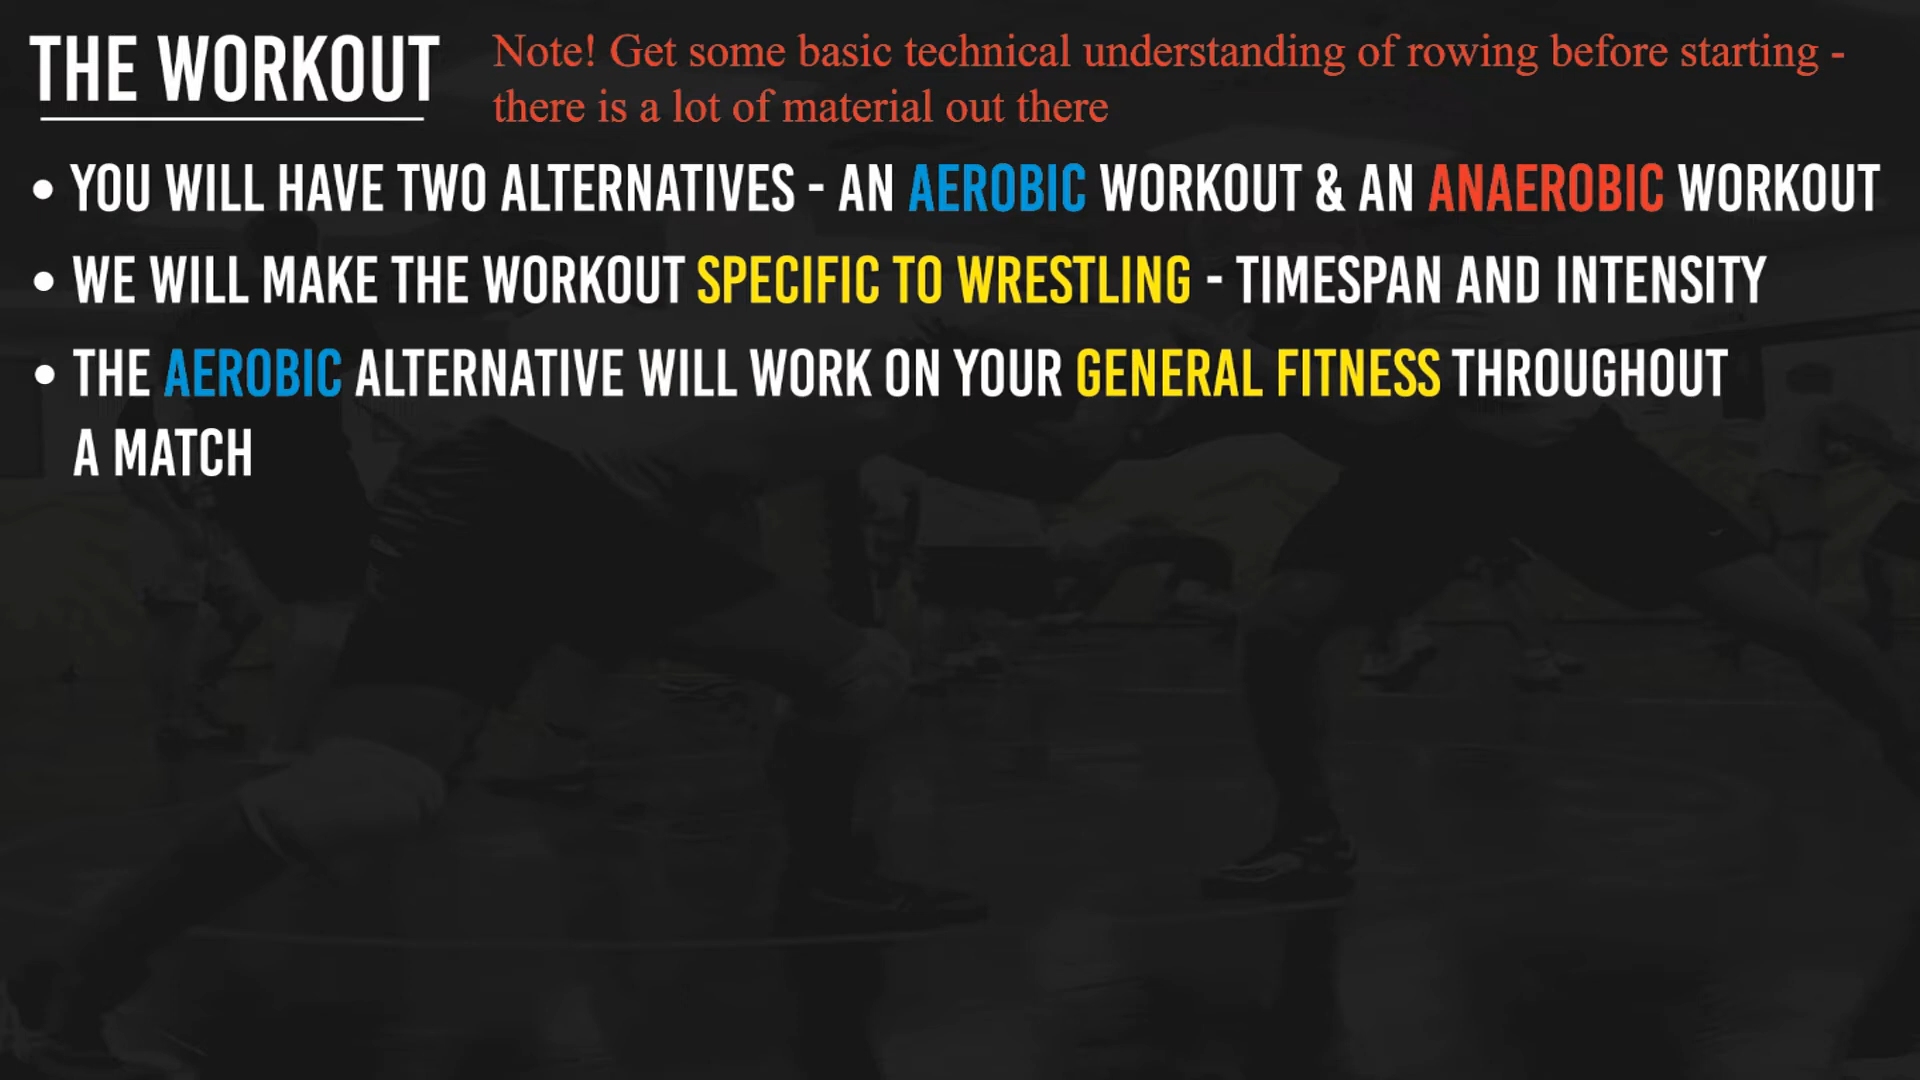 THE WORKOUT
Note! Get some basic technical understanding of rowing before starting -
there is a lot of material out there
• YOU WILL HAVE TWO ALTERNATIVES - AN AEROBIC WORKOUT & AN ANAEROBIC WORKOUT
• WE WILL MAKE THE WORKOUT SPECIFIC TO WRESTLING - TIMESPAN AND INTENSITY
• THE AEROBIC ALTERNATIVE WILL WORK ON YOUR GENERAL FITNESS THROUGHOUT
A MATCH